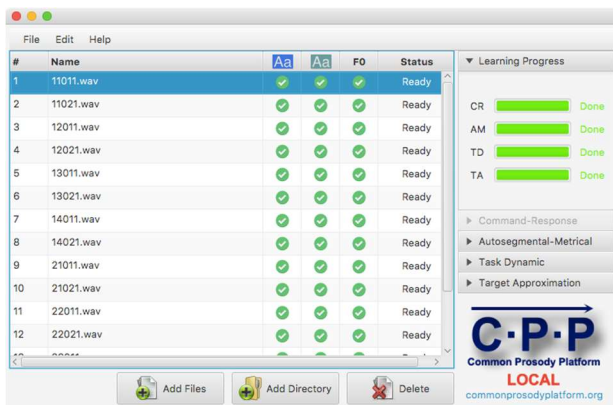 File Edit Help
# Name Aa Aa F0 Status
1 11011.wav Ready
2 11021.wav Ready
3 12011.wav Ready
4 12021.wav Ready
5 13011.wav Ready
6 13021.wav Ready
7 14011.wav Ready
8 14021.wav Ready
9 21011.wav Ready
10 21021.wav Ready
11 22011.wav Ready
12 22021.wav Ready
Add Files Add Directory Delete
Learning Progress
CR Done
AM Done
TD Done
TA Done
Command-Response
Autosegmental-Metrical
Task Dynamic
Target Approximation
C·P·P
Common Prosody Platform
LOCAL
commonprosodyplatform.org